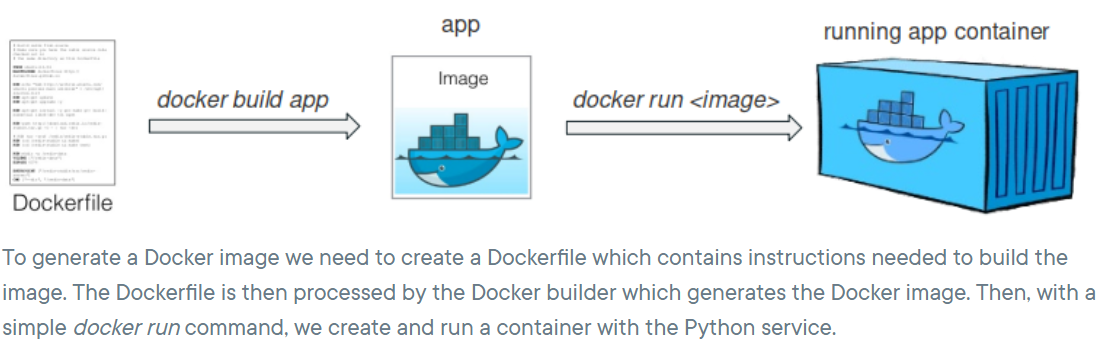 app
running app container
Image
docker build app
docker run <image>
Dockerfile
To generate a Docker image we need to create a Dockerfile which contains instructions needed to build the
image. The Dockerfile is then processed by the Docker builder which generates the Docker image. Then, with a
simple docker run command, we create and run a container with the Python service.